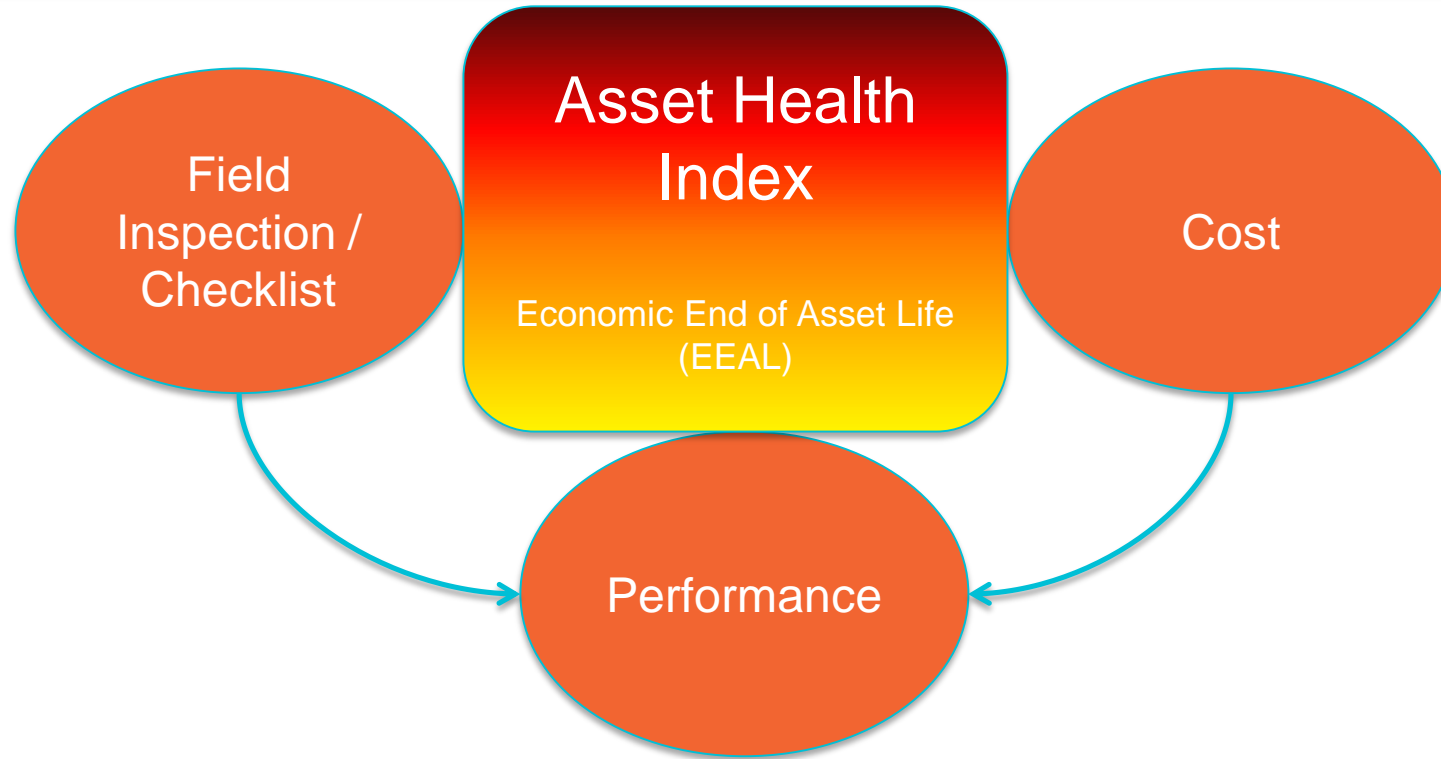 Asset Health
Index
Economic End of Asset Life
(EEAL)
Field
Inspection /
Checklist
Cost
Performance